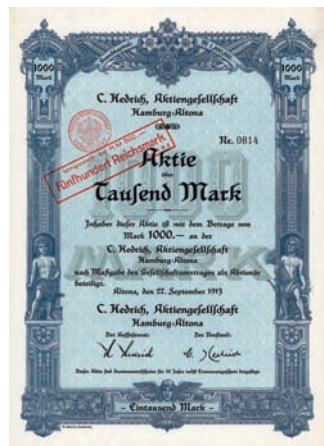 1000
Mark
1000
Mark
C. Hedrich, Aktiengesellschaft
Hamburg-Altona
Nr. 0814
Fünfhundert Reichsmark
Aktie
über
Tausend Mark
Inhaber dieser Aktie ist mit dem Betrage von
Mark 1000.— an der
C. Hedrich, Aktiengesellschaft
Hamburg-Altona
nach Maßgabe des Gesellschaftsvertrages als Aktionär
beteiligt.
Altona, den 27. September 1913
C. Hedrich, Aktiengesellschaft
Hamburg-Altona
Der Aufsichtsrat:
Der Vorstand:
- Eintausend Mark -